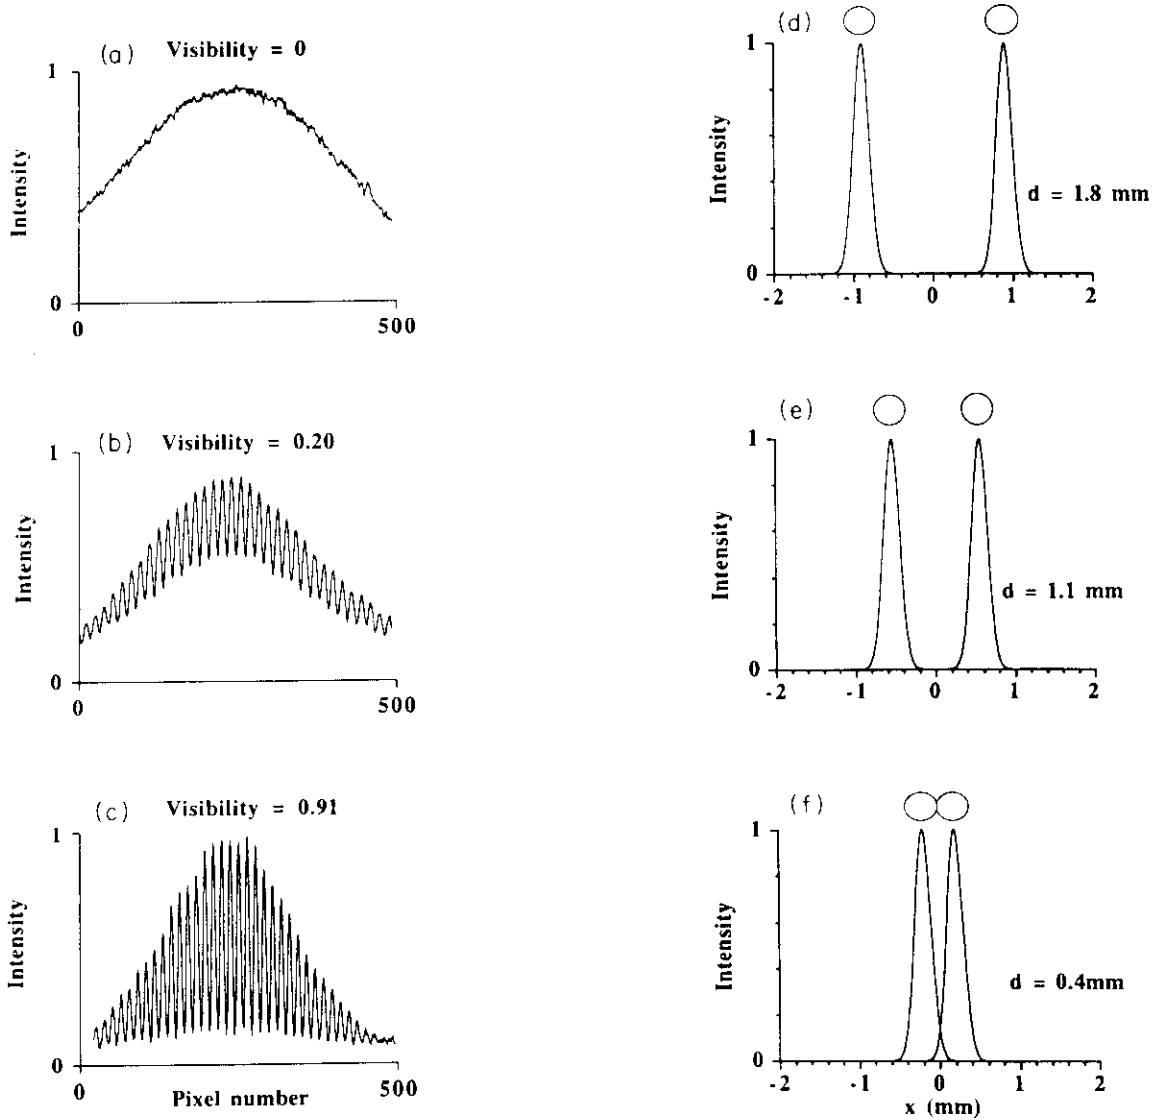 (a) Visibility = 0
1
Intensity
0
0 500
(b) Visibility = 0.20
1
Intensity
0
0 500
(c) Visibility = 0.91
1
Intensity
0
0 500
Pixel number
(d)
1
Intensity
d = 1.8 mm
0
-2 -1 0 1 2
(e)
1
Intensity
d = 1.1 mm
0
-2 -1 0 1 2
(f)
1
Intensity
d = 0.4mm
0
-2 -1 0 1 2
x (mm)